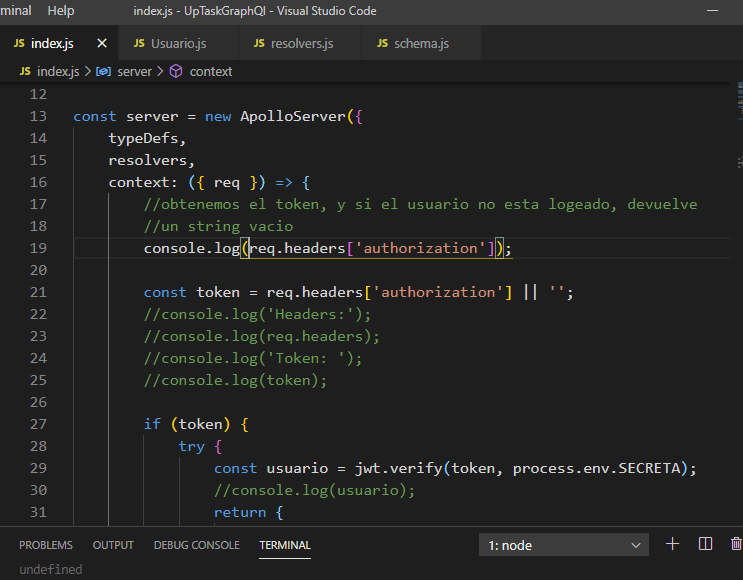 minal Help index.js - UpTaskGraphQl - Visual Studio Code
JS index.js × JS Usuario.js JS resolvers.js JS schema.js
JS index.js > server > context
12
13 const server = new ApolloServer({
14 typeDefs,
15 resolvers,
16 context: ({ req }) => {
17 //obtenemos el token, y si el usuario no esta logeado, devuelve
18 //un string vacio
19 console.log(req.headers['authorization']);
20
21 const token = req.headers['authorization'] || '';
22 //console.log('Headers:');
23 //console.log(req.headers);
24 //console.log('Token: ');
25 //console.log(token);
26
27 if (token) {
28 try {
29 const usuario = jwt.verify(token, process.env.SECRETA);
30 //console.log(usuario);
31 return {
PROBLEMS OUTPUT DEBUG CONSOLE TERMINAL 1: node
undefined